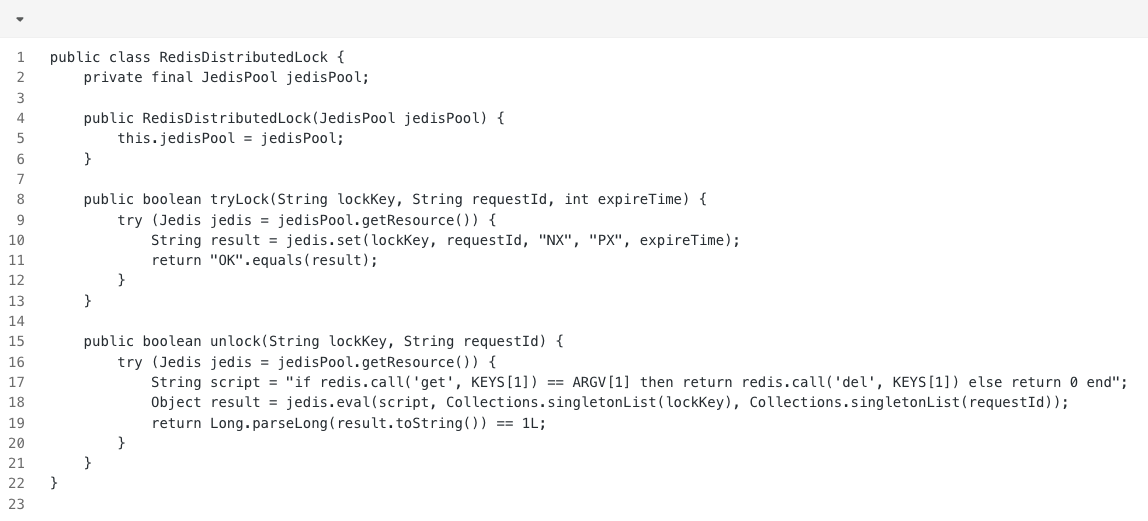 1 public class RedisDistributedLock {
2     private final JedisPool jedisPool;
3
4     public RedisDistributedLock(JedisPool jedisPool) {
5         this.jedisPool = jedisPool;
6     }
7
8     public boolean tryLock(String lockKey, String requestId, int expireTime) {
9         try (Jedis jedis = jedisPool.getResource()) {
10             String result = jedis.set(lockKey, requestId, "NX", "PX", expireTime);
11             return "OK".equals(result);
12         }
13     }
14
15     public boolean unlock(String lockKey, String requestId) {
16         try (Jedis jedis = jedisPool.getResource()) {
17             String script = "if redis.call('get', KEYS[1]) == ARGV[1] then return redis.call('del', KEYS[1]) else return 0 end";
18             Object result = jedis.eval(script, Collections.singletonList(lockKey), Collections.singletonList(requestId));
19             return Long.parseLong(result.toString()) == 1L;
20         }
21     }
22 }
23